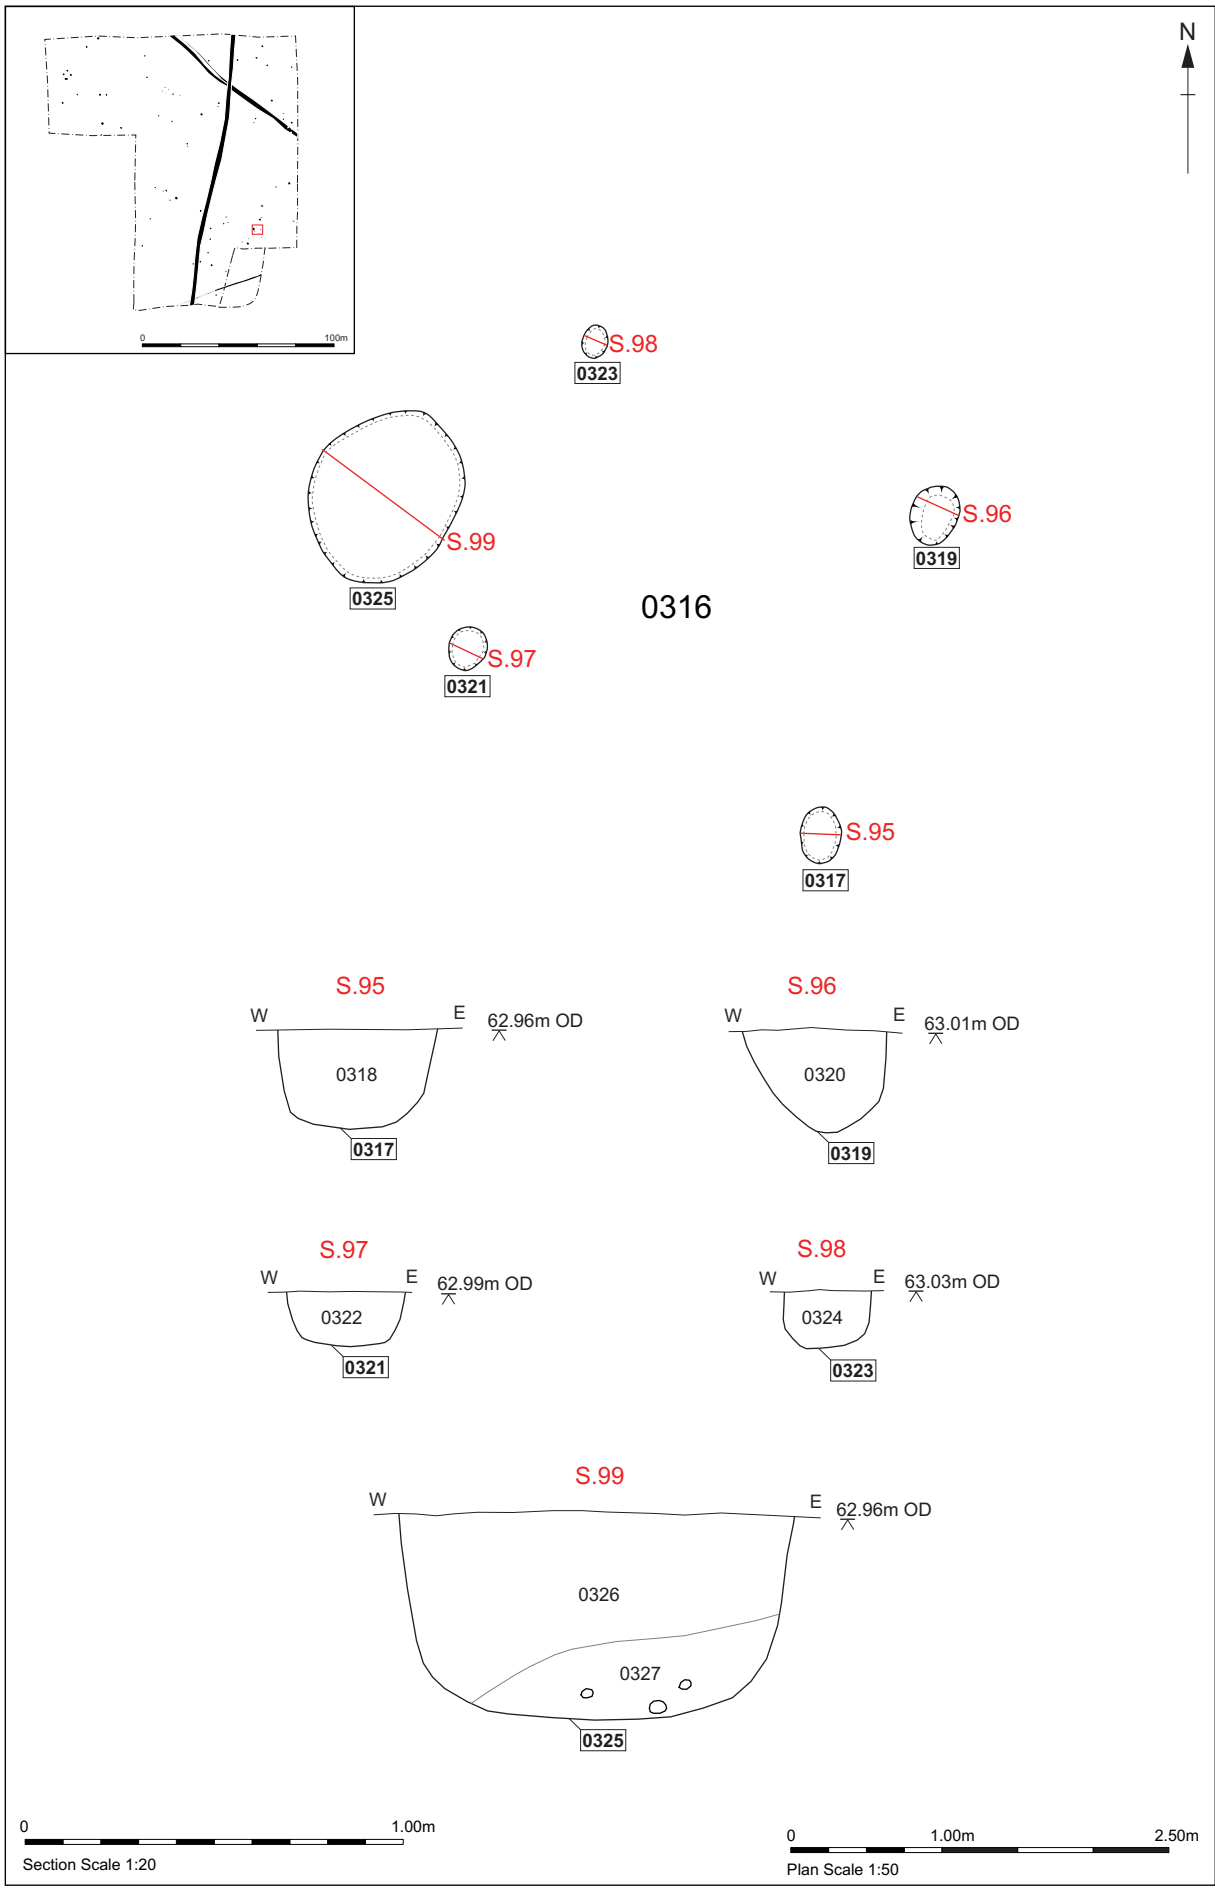 N
0 100m
S.98
0323
S.96
0319
S.99
0325
0316
S.97
0321
S.95
0317
S.95
W E 62.96m OD
0318
0317
S.96
W E 63.01m OD
0320
0319
S.97
W E 62.99m OD
0322
0321
S.98
W E 63.03m OD
0324
0323
S.99
W E 62.96m OD
0326
0327
0325
0 1.00m
Section Scale 1:20
0 1.00m 2.50m
Plan Scale 1:50